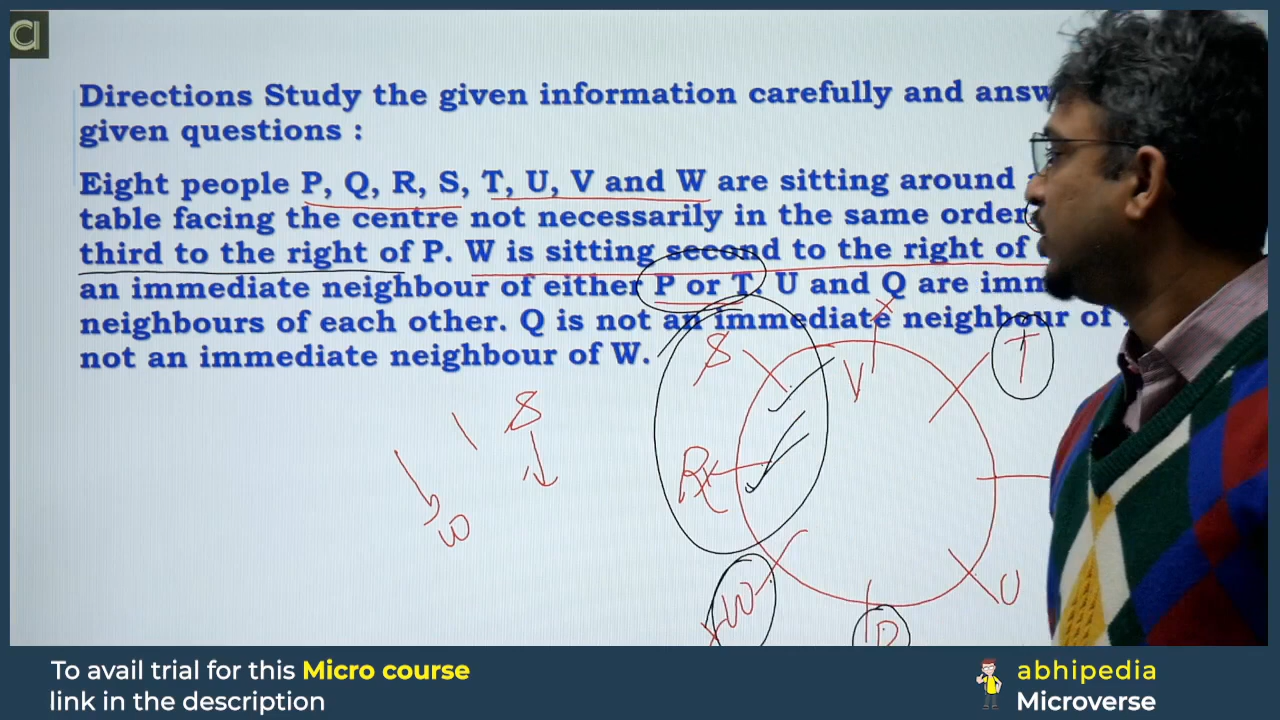 Directions Study the given information carefully and answ
given questions :
Eight people P, Q, R, S, T, U, V and W are sitting around
table facing the centre not necessarily in the same order
third to the right of P. W is sitting second to the right of
an immediate neighbour of either P or T. U and Q are imm
neighbours of each other. Q is not an immediate neighbour of
not an immediate neighbour of W.
S
V
T
S
R
W
W
U
P
To avail trial for this Micro course
link in the description
abhipedia
Microverse